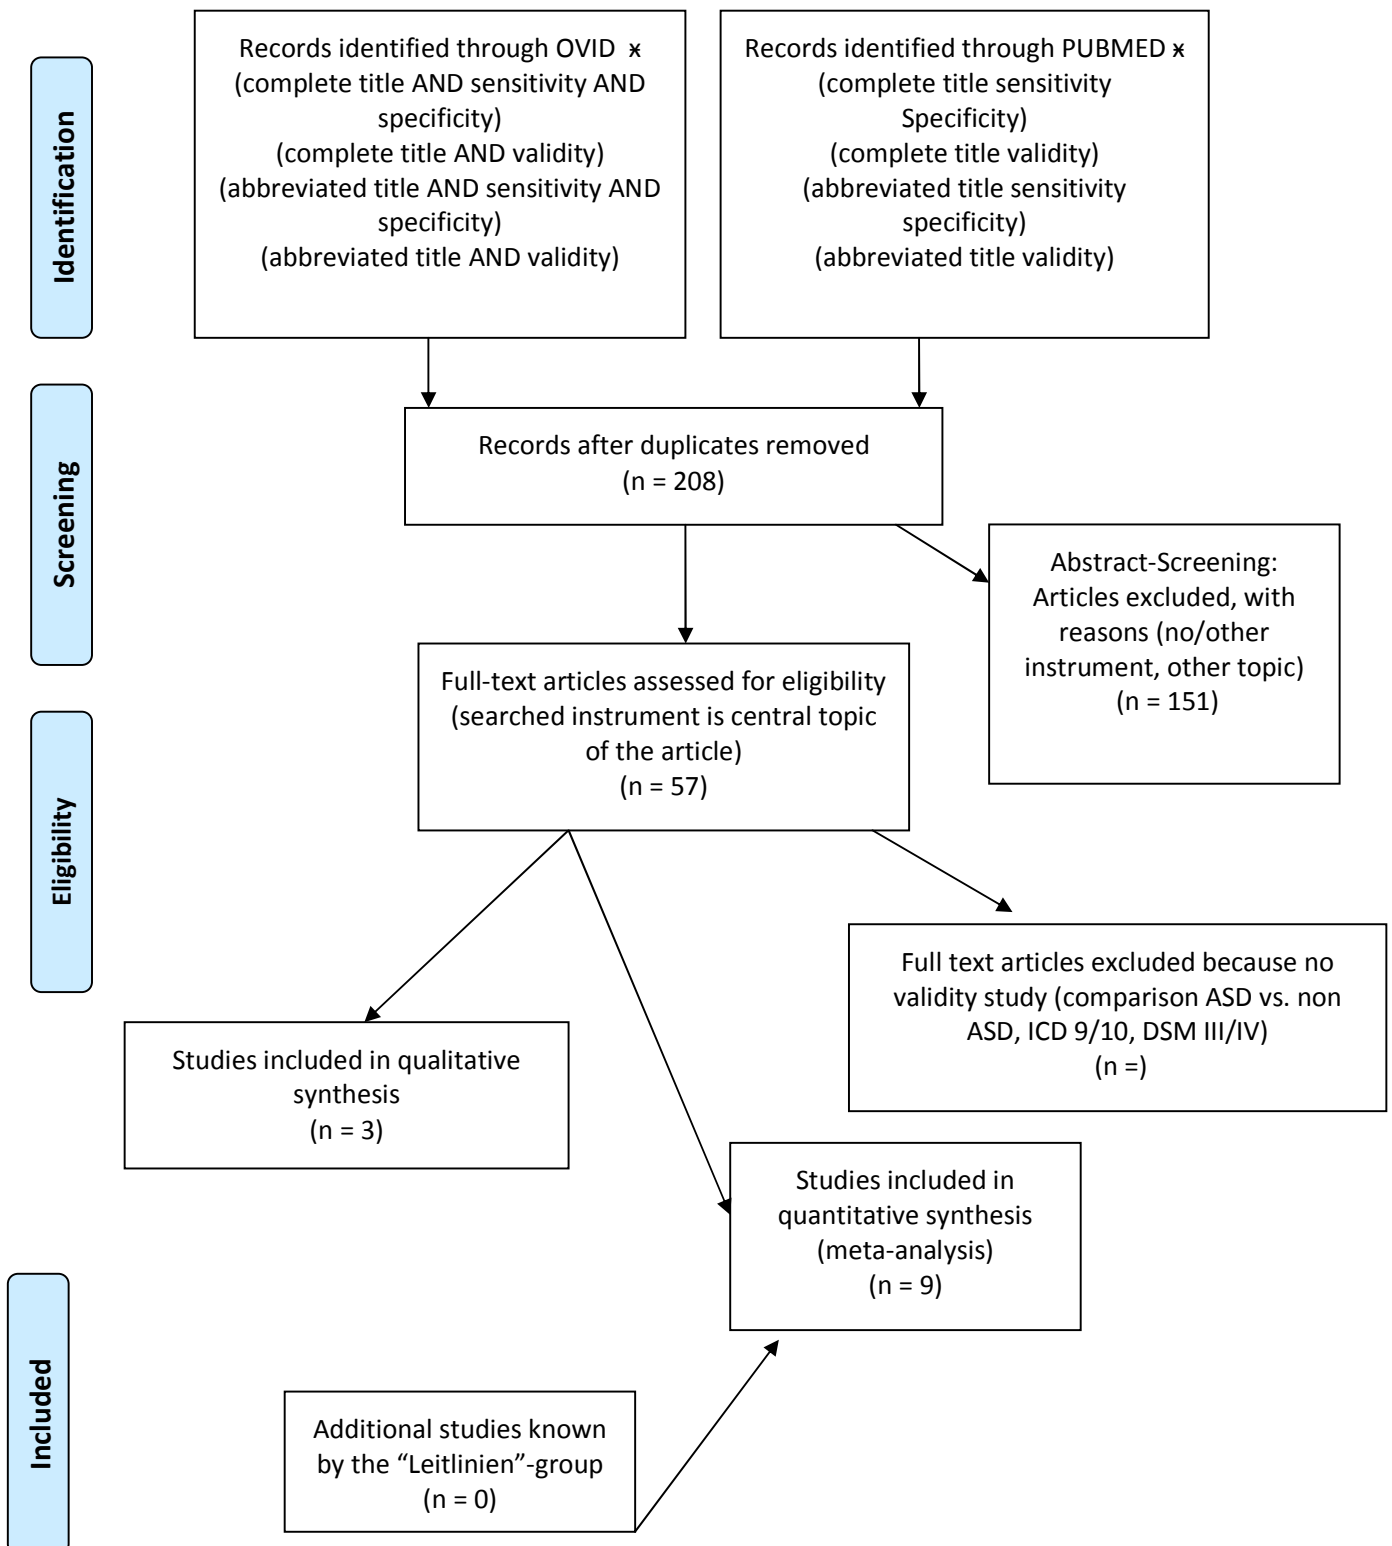 Identification
Records identified through OVID ӿ
(complete title AND sensitivity AND
specificity)
(complete title AND validity)
(abbreviated title AND sensitivity AND
specificity)
(abbreviated title AND validity)
Records identified through PUBMED ӿ
(complete title sensitivity
Specificity)
(complete title validity)
(abbreviated title sensitivity
specificity)
(abbreviated title validity)
Screening
Records after duplicates removed
(n = 208)
Abstract-Screening:
Articles excluded, with
reasons (no/other
instrument, other topic)
(n = 151)
Full-text articles assessed for eligibility
(searched instrument is central topic
of the article)
(n = 57)
Eligibility
Full text articles excluded because no
validity study (comparison ASD vs. non
ASD, ICD 9/10, DSM III/IV)
(n =)
Studies included in qualitative
synthesis
(n = 3)
Studies included in
quantitative synthesis
(meta-analysis)
(n = 9)
Included
Additional studies known
by the “Leitlinien”-group
(n = 0)